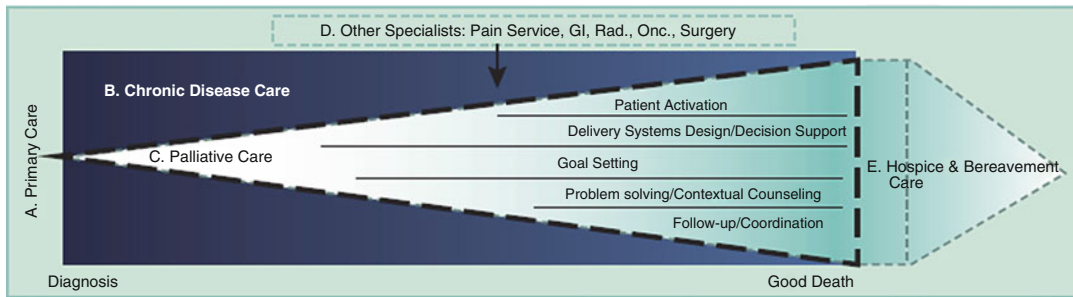 D. Other Specialists: Pain Service, GI, Rad., Onc., Surgery
A. Primary Care
B. Chronic Disease Care
C. Palliative Care
Patient Activation
Delivery Systems Design/Decision Support
Goal Setting
Problem solving/Contextual Counseling
Follow-up/Coordination
E. Hospice & Bereavement
Care
Diagnosis
Good Death